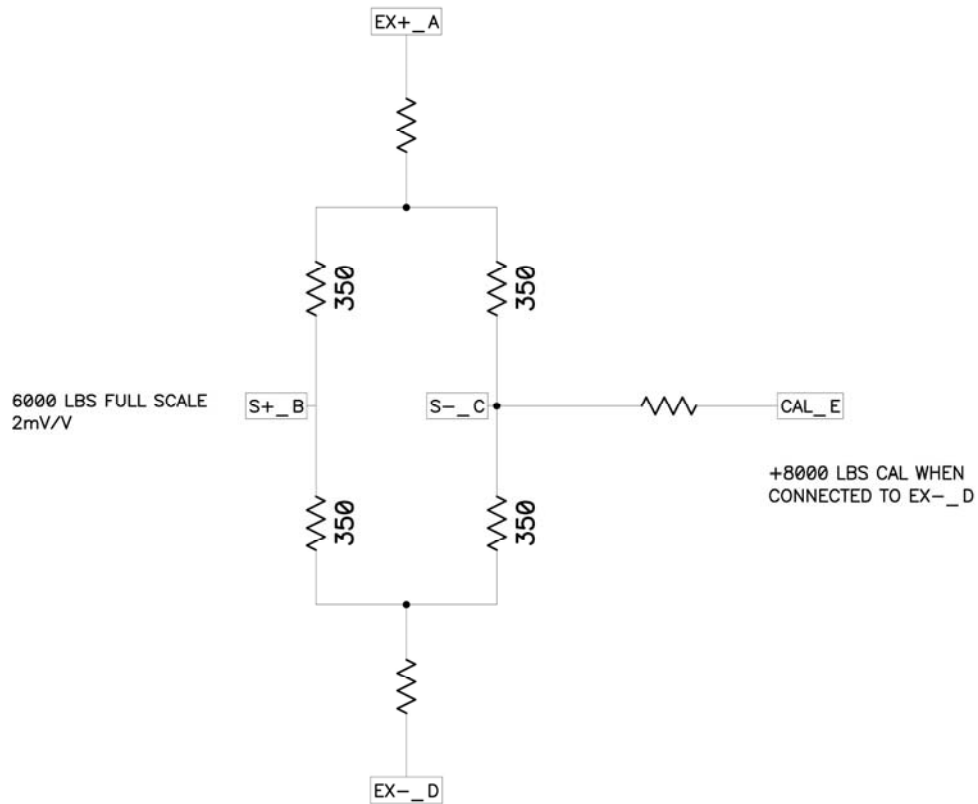 EX+_A
350
350
6000 LBS FULL SCALE
2mV/V
S+_B
S-_C
CAL_E
+8000 LBS CAL WHEN
CONNECTED TO EX-_D
350
350
EX-_D